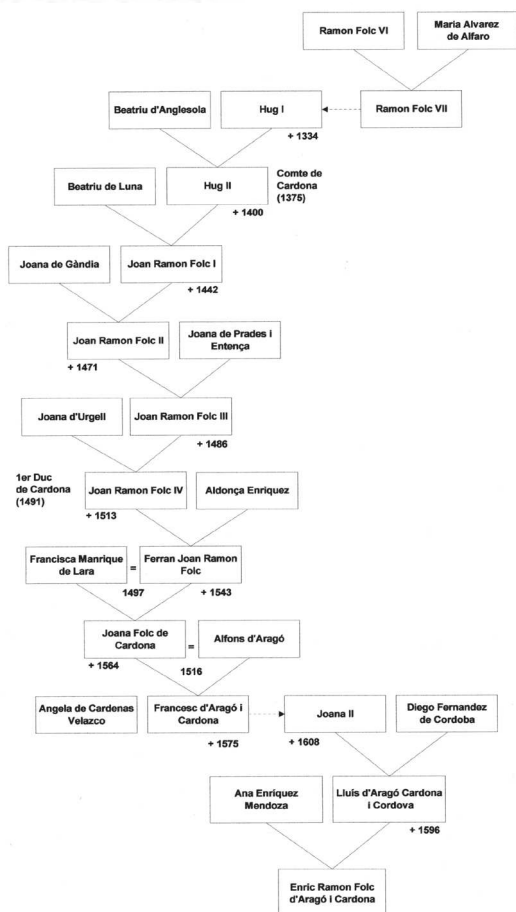 Ramon Folc VI
Maria Alvarez
de Alfaro
Beatriu d'Anglesola
Hug I
Ramon Folc VII
+ 1334
Beatriu de Luna
Hug II
Comte de
Cardona
(1375)
+ 1400
Joana de Gàndia
Joan Ramon Folc I
+ 1442
Joan Ramon Folc II
Joana de Prades i
Entença
+ 1471
Joana d'Urgell
Joan Ramon Folc III
+ 1486
1er Duc
de Cardona
(1491)
Joan Ramon Folc IV
Aldonça Enriquez
+ 1513
Francisca Manrique
de Lara
=
Ferran Joan Ramon
Folc
1497
+ 1543
Joana Folc de
Cardona
=
Alfons d'Aragó
+ 1564
1516
Angela de Cardenas
Velazco
Francesc d'Aragó i
Cardona
Joana II
Diego Fernandez
de Cordoba
+ 1575
+ 1608
Ana Enriquez
Mendoza
Lluis d'Aragó Cardona
i Cordova
+ 1596
Enric Ramon Folc
d'Aragó i Cardona